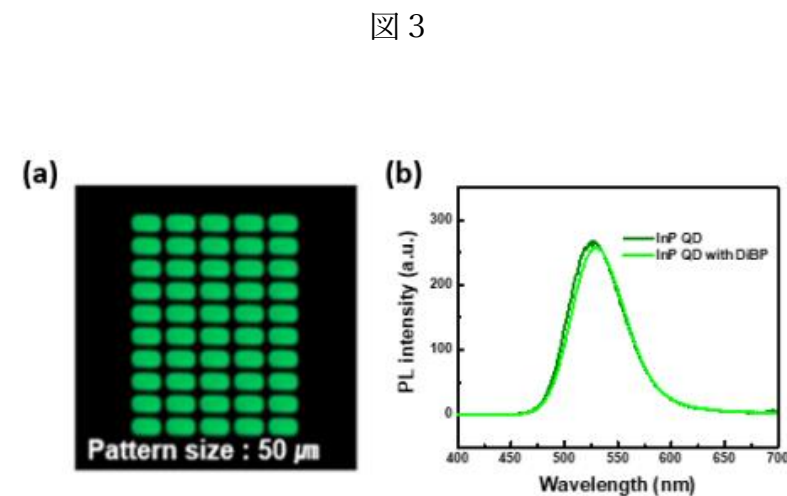 図3
(a)
Pattern size : 50 ㎛
(b)
PL intensity (a.u.)
300
200
100
0
InP QD
InP QD with DiBP
400 450 500 550 600 650 700
Wavelength (nm)